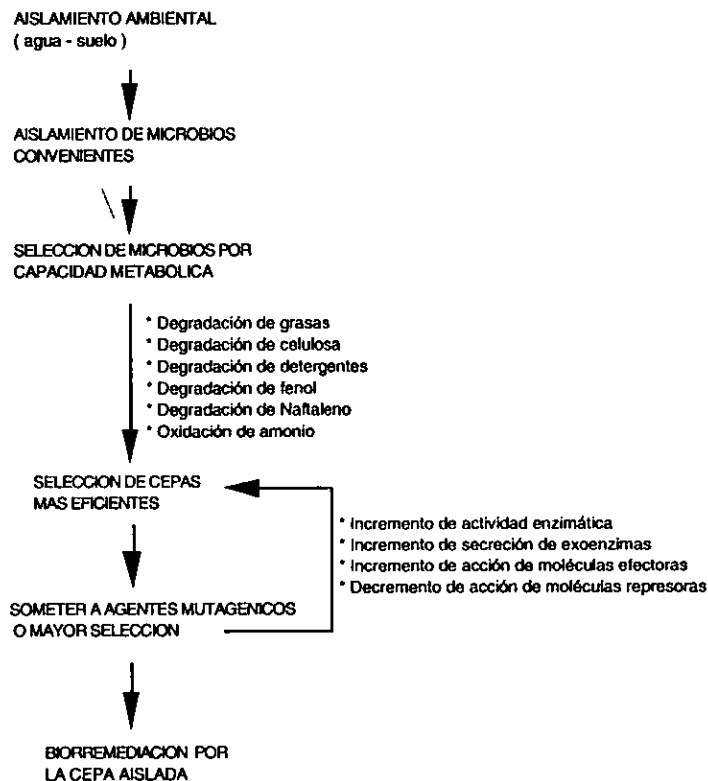 AISLAMIENTO AMBIENTAL
( agua - suelo )
AISLAMIENTO DE MICROBIOS
CONVENIENTES
SELECCION DE MICROBIOS POR
CAPACIDAD METABOLICA
* Degradación de grasas
* Degradación de celulosa
* Degradación de detergentes
* Degradación de fenol
* Degradación de Naftaleno
* Oxidación de amonio
SELECCION DE CEPAS
MAS EFICIENTES
* Incremento de actividad enzimática
* Incremento de secreción de exoenzimas
* Incremento de acción de moléculas efectoras
* Decremento de acción de moléculas represoras
SOMETER A AGENTES MUTAGENICOS
O MAYOR SELECCION
BIORREMEDIACION POR
LA CEPA AISLADA